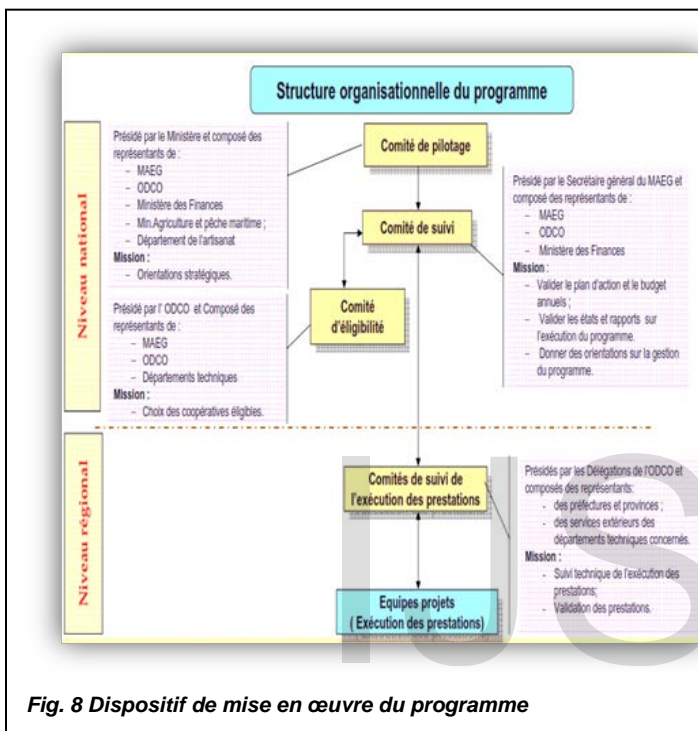 Structure organisationnelle du programme
Niveau national
Présidé par le Ministère et composé des
représentants de :
– MAEG
– ODCO
– Ministère des Finances
– Min.Agriculture et pêche maritime ;
– Département de l'artisanat
Mission :
– Orientations stratégiques.
Comité de pilotage
Comité de suivi
Présidé par le Secrétaire général du MAEG et
composé des représentants de :
– MAEG
– ODCO
– Ministère des Finances
Mission :
– Valider le plan d'action et le budget
annuels ;
– Valider les états et rapports sur
l'exécution du programme.
– Donner des orientations sur la gestion
du programme.
Présidé par l' ODCO et Composé des
représentants de :
– MAEG
– ODCO
– Départements techniques
Mission :
– Choix des coopératives éligibles.
Comité
d'éligibilité
Niveau régional
Comités de suivi de
l'exécution des prestations
Présidés par les Délégations de l'ODCO et
composés des représentants:
- des préfectures et provinces ;
- des services extérieurs des
départements techniques concernés.
Mission :
- Suivi technique de l'exécution des
prestations;
- Validation des prestations.
Equipes projets
( Exécution des prestations)
IJS
Fig. 8 Dispositif de mise en œuvre du programme